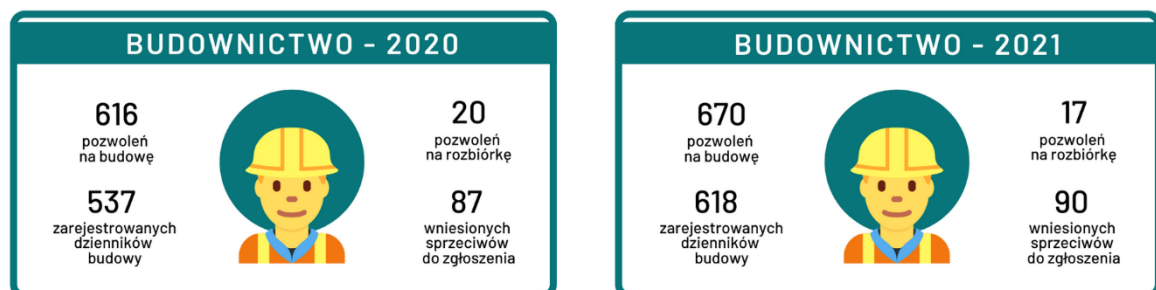 BUDOWNICTWO - 2020
616
pozwoleń
na budowę
20
pozwoleń
na rozbiórkę
537
zarejestrowanych
dzienników
budowy
87
wniesionych
sprzeciwów
do zgłoszenia
BUDOWNICTWO - 2021
670
pozwoleń
na budowę
17
pozwoleń
na rozbiórkę
618
zarejestrowanych
dzienników
budowy
90
wniesionych
sprzeciwów
do zgłoszenia